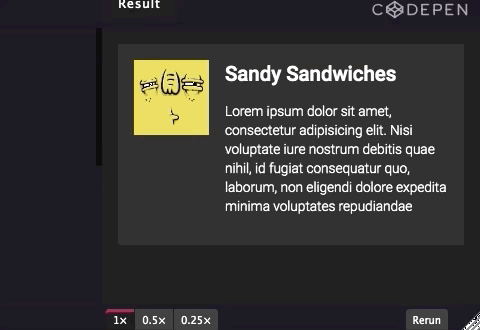 Result
CODEPEN
Sandy Sandwiches
Lorem ipsum dolor sit amet,
consectetur adipisicing elit. Nisi
voluptate iure nostrum debitis quae
nihil, id fugiat consequatur quo,
laborum, non eligendi dolore expedita
minima voluptates repudiandae
1× 0.5× 0.25× Rerun